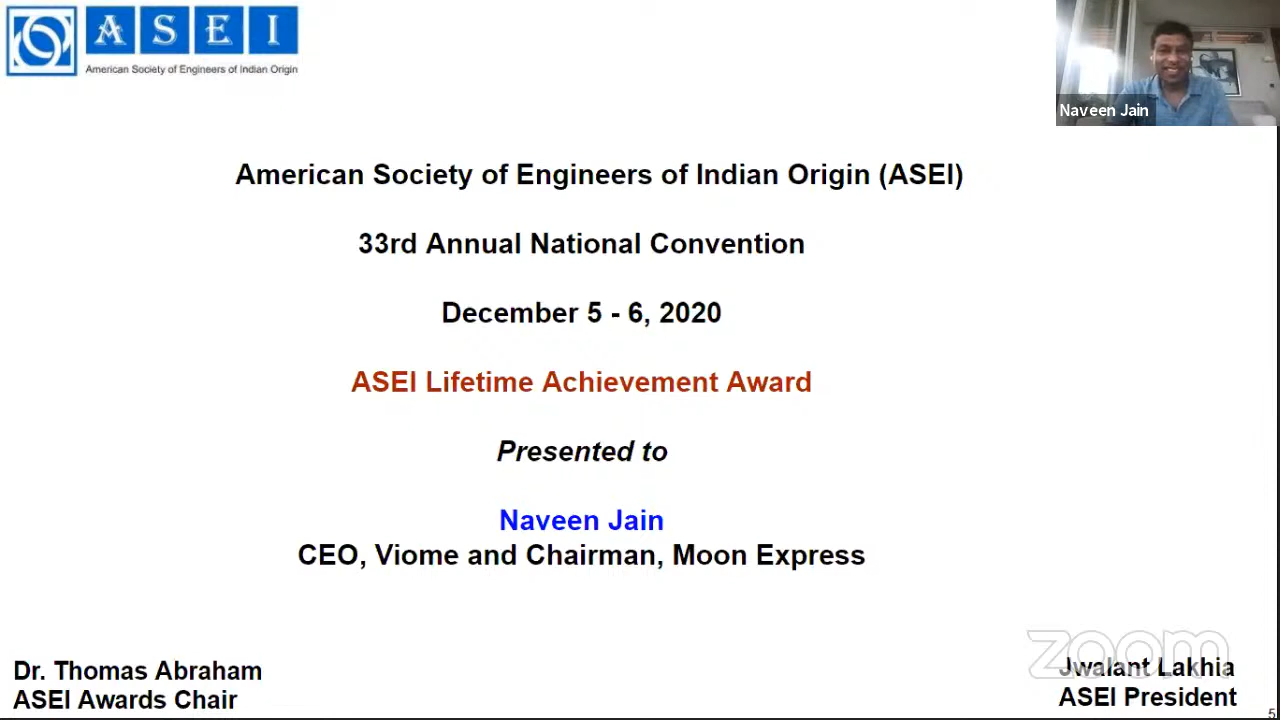 A S E I
American Society of Engineers of Indian Origin
Naveen Jain
American Society of Engineers of Indian Origin (ASEI)
33rd Annual National Convention
December 5 - 6, 2020
ASEI Lifetime Achievement Award
Presented to
Naveen Jain
CEO, Viome and Chairman, Moon Express
zoom
Dr. Thomas Abraham
ASEI Awards Chair
Jwalant Lakhia
ASEI President
5